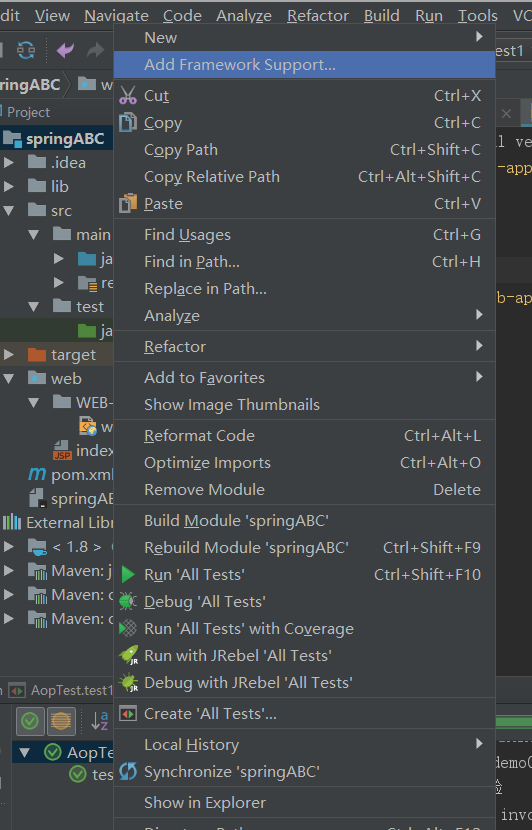 dit View Navigate Code Analyze Refactor Build Run Tools VC
est1
ringABC
Project
springABC
.idea
lib
src
main
ja
re
test
ja
target
web
WEB-
w
index
pom.xml
springAB
External Libr
< 1.8 >
Maven: j
Maven: c
Maven: c
New
Add Framework Support...
Cut Ctrl+X
Copy Ctrl+C
Copy Path Ctrl+Shift+C
Copy Relative Path Ctrl+Alt+Shift+C
Paste Ctrl+V
Find Usages Ctrl+G
Find in Path... Ctrl+H
Replace in Path...
Analyze
Refactor
Add to Favorites
Show Image Thumbnails
Reformat Code Ctrl+Alt+L
Optimize Imports Ctrl+Alt+O
Remove Module Delete
Build Module 'springABC'
Rebuild Module 'springABC' Ctrl+Shift+F9
Run 'All Tests' Ctrl+Shift+F10
Debug 'All Tests'
Run 'All Tests' with Coverage
Run with JRebel 'All Tests'
Debug with JRebel 'All Tests'
Create 'All Tests'...
Local History
Synchronize 'springABC'
Show in Explorer
l ve
-app
b-app
AopTest.test1
AopTe
tes
demo
invo